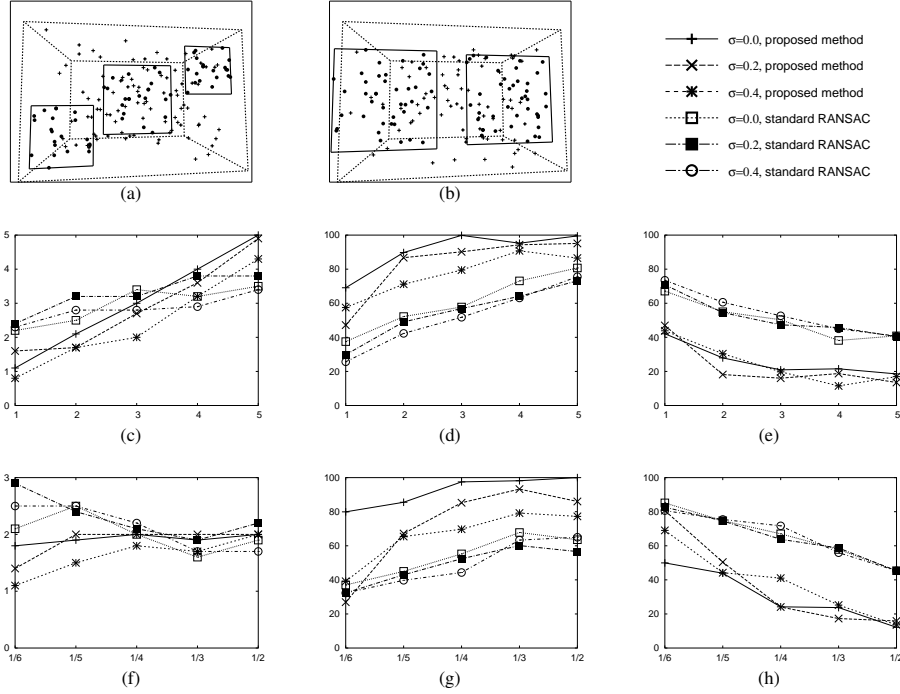 σ=0.0, proposed method
σ=0.2, proposed method
σ=0.4, proposed method
σ=0.0, standard RANSAC
σ=0.2, standard RANSAC
σ=0.4, standard RANSAC
(a)
(b)
5
4
3
2
1
0
1 2 3 4 5
(c)
100
80
60
40
20
0
1 2 3 4 5
(d)
100
80
60
40
20
0
1 2 3 4 5
(e)
3
2
1
0
1/6 1/5 1/4 1/3 1/2
(f)
100
80
60
40
20
0
1/6 1/5 1/4 1/3 1/2
(g)
100
80
60
40
20
0
1/6 1/5 1/4 1/3 1/2
(h)